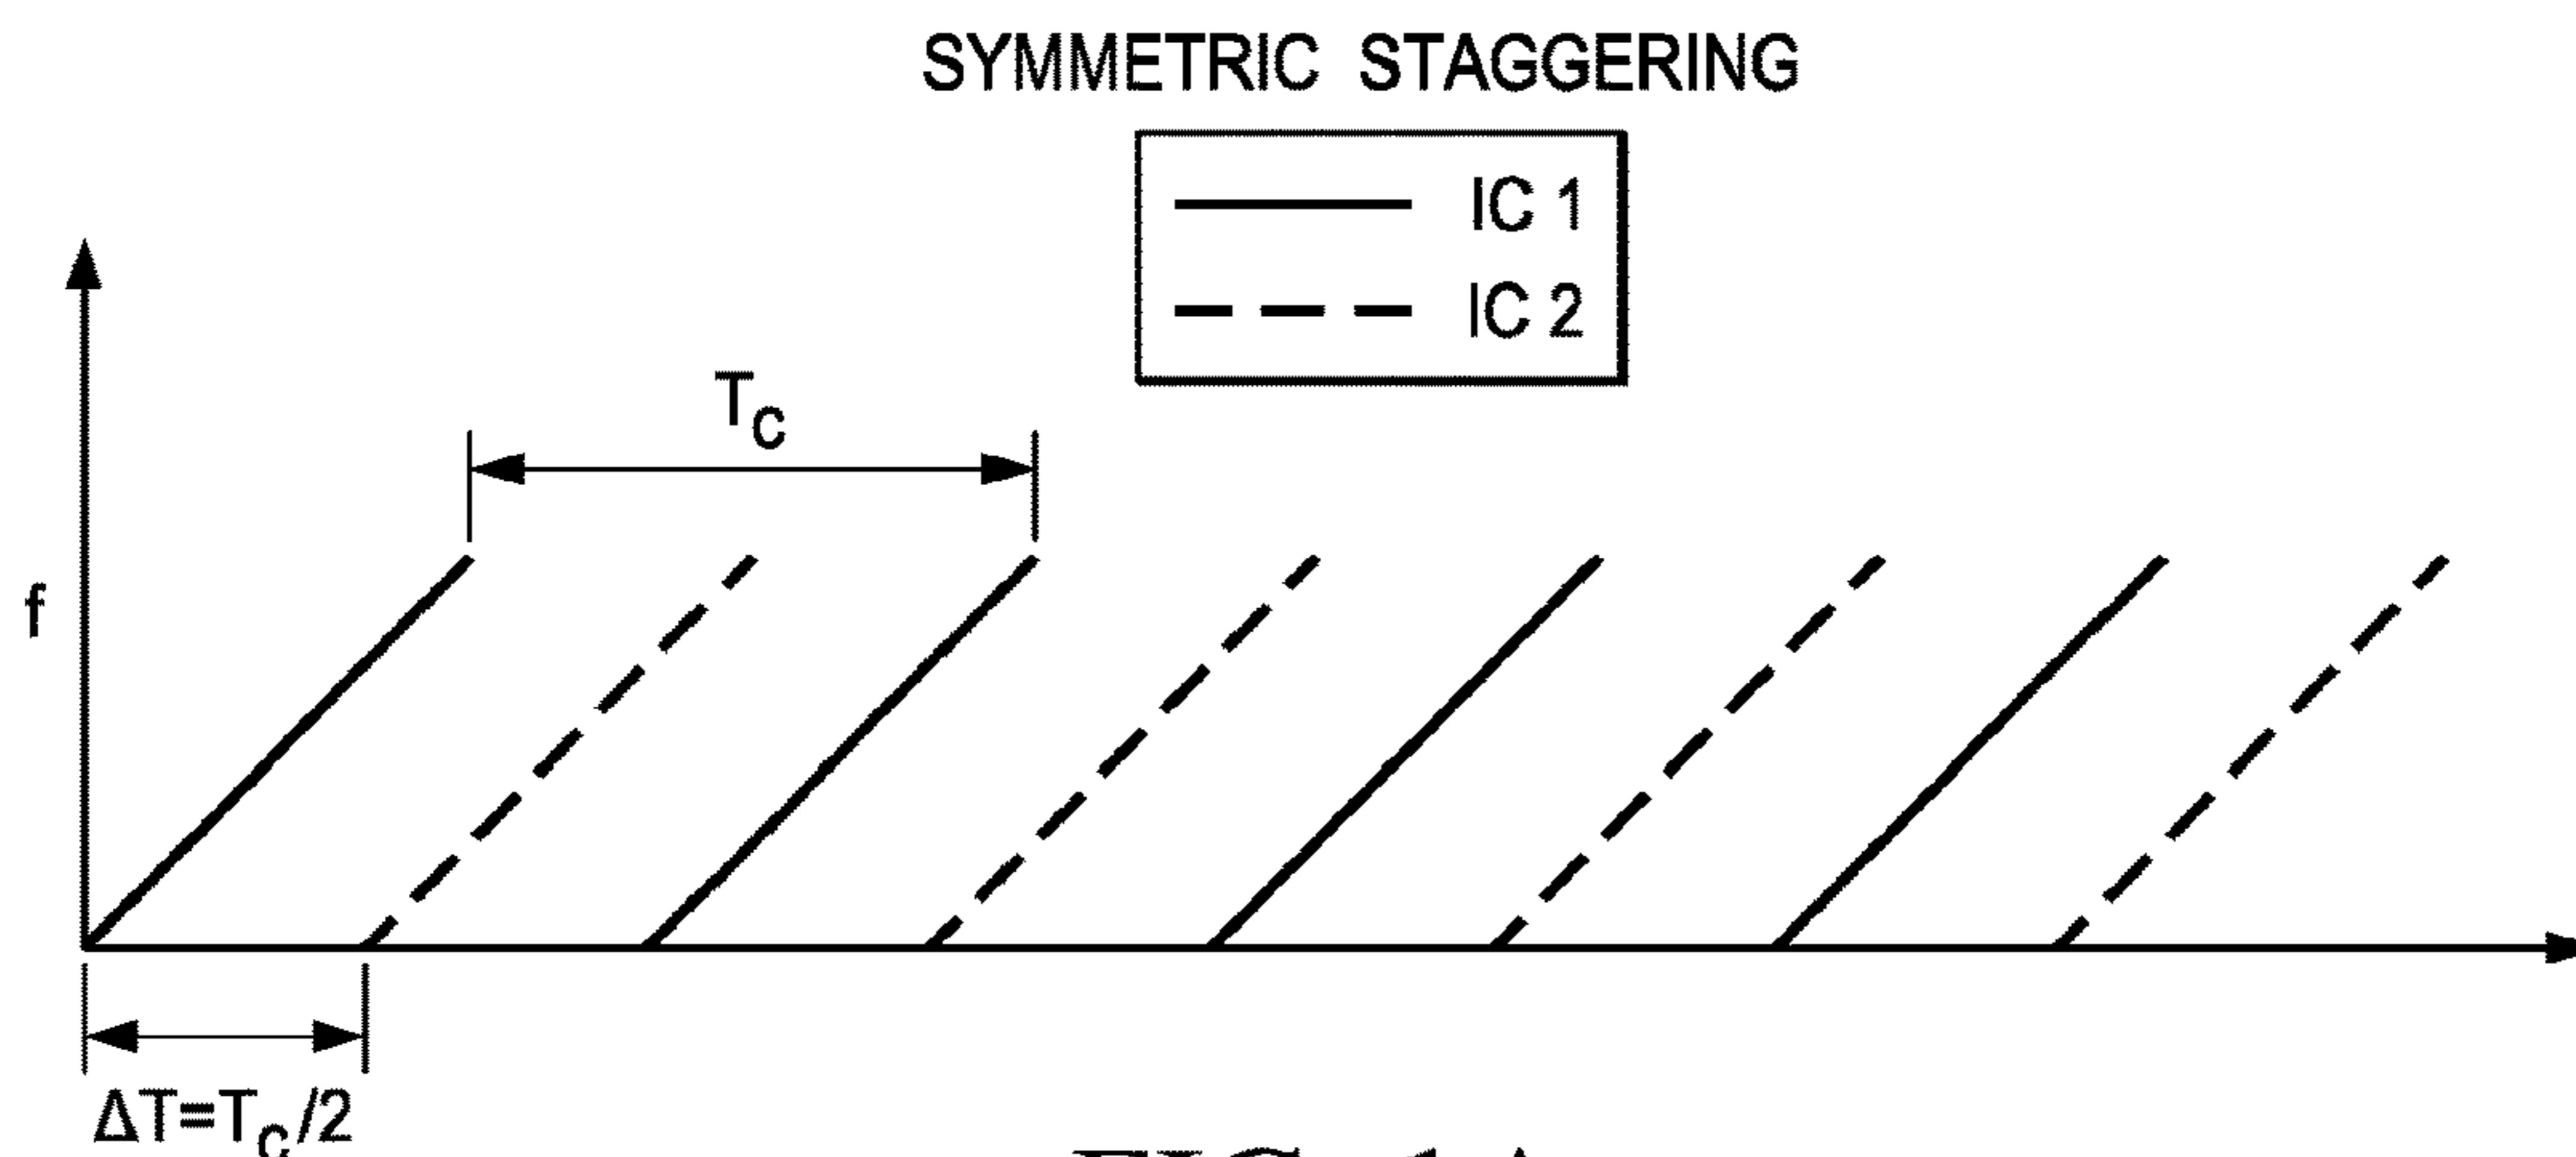 SYMMETRIC STAGGERING
IC 1
IC 2
T_C
f
ΔT=T_C/2